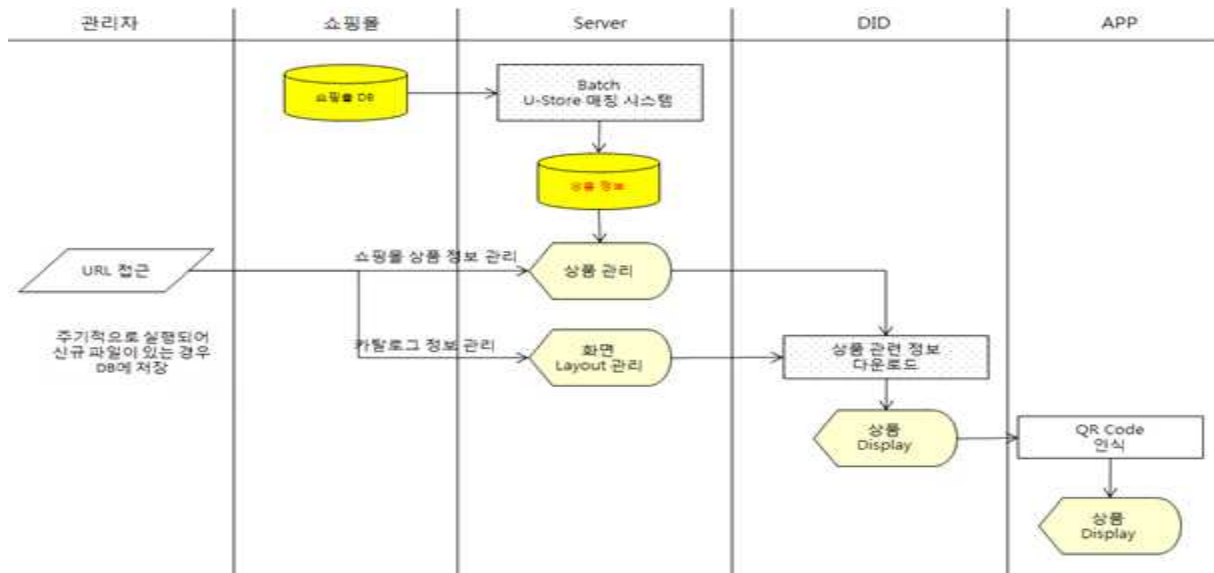 관리자
쇼핑몰
Server
DID
APP
쇼핑몰 DB
Batch
U-Store 매칭 시스템
상품 정보
URL 접근
쇼핑몰 상품 정보 관리
상품 관리
주기적으로 실행되어
신규 파일이 있는 경우
DB에 저장
카탈로그 정보 관리
화면
Layout 관리
상품 관련 정보
다운로드
상품
Display
QR Code
인식
상품
Display